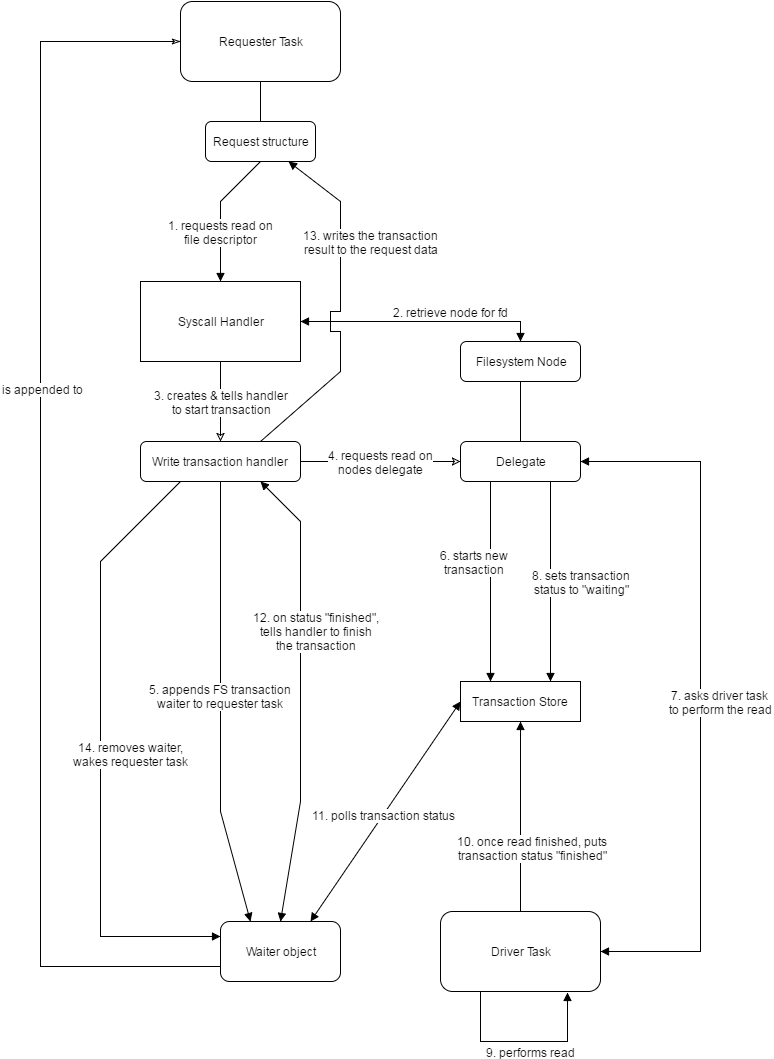 Requester Task
Request structure
1. requests read on
file descriptor
13. writes the transaction
result to the request data
Syscall Handler
2. retrieve node for fd
Filesystem Node
is appended to
3. creates & tells handler
to start transaction
Write transaction handler
4. requests read on
nodes delegate
Delegate
6. starts new
transaction
8. sets transaction
status to "waiting"
12. on status "finished",
tells handler to finish
the transaction
5. appends FS transaction
waiter to requester task
Transaction Store
7. asks driver task
to perform the read
14. removes waiter,
wakes requester task
11. polls transaction status
10. once read finished, puts
transaction status "finished"
Waiter object
Driver Task
9. performs read